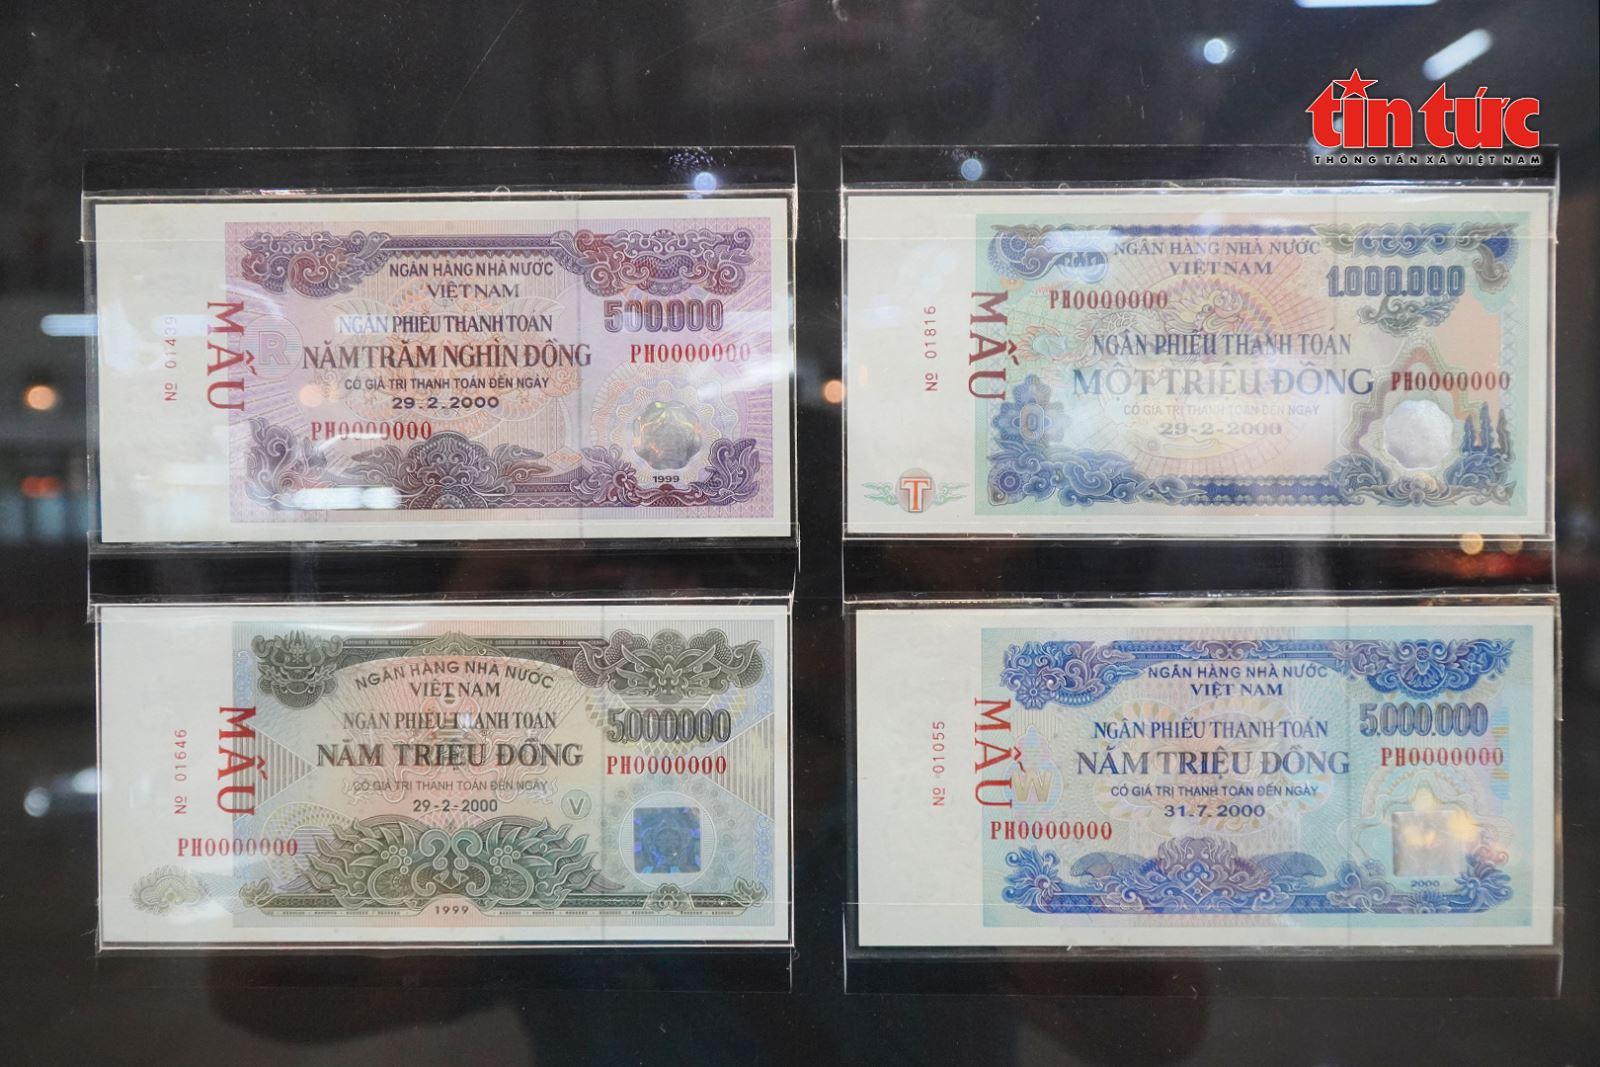 tin tức
THÔNG TẤN XÃ VIỆT NAM
Nº 01439
MẪU
NGÂN HÀNG NHÀ NƯỚC
VIỆT NAM
500.000
NGÂN PHIẾU THANH TOÁN
NĂM TRĂM NGHÌN ĐỒNG
PH0000000
CÓ GIÁ TRỊ THANH TOÁN ĐẾN NGÀY
29.2.2000
PH0000000
R
1999
Nº 01816
MẪU
NGÂN HÀNG NHÀ NƯỚC
VIỆT NAM
1.000.000
PH0000000
NGÂN PHIẾU THANH TOÁN
MỘT TRIỆU ĐỒNG
PH0000000
CÓ GIÁ TRỊ THANH TOÁN ĐẾN NGÀY
29-2-2000
T
Nº 01646
MẪU
NGÂN HÀNG NHÀ NƯỚC
VIỆT NAM
NGÂN PHIẾU THANH TOÁN
5.000.000
NĂM TRIỆU ĐỒNG
PH0000000
CÓ GIÁ TRỊ THANH TOÁN ĐẾN NGÀY
29-2-2000
V
PH0000000
1999
Nº 01055
MẪU
NGÂN HÀNG NHÀ NƯỚC
VIỆT NAM
5.000.000
NGÂN PHIẾU THANH TOÁN
NĂM TRIỆU ĐỒNG
PH0000000
CÓ GIÁ TRỊ THANH TOÁN ĐẾN NGÀY
W
31.7.2000
PH0000000
2000